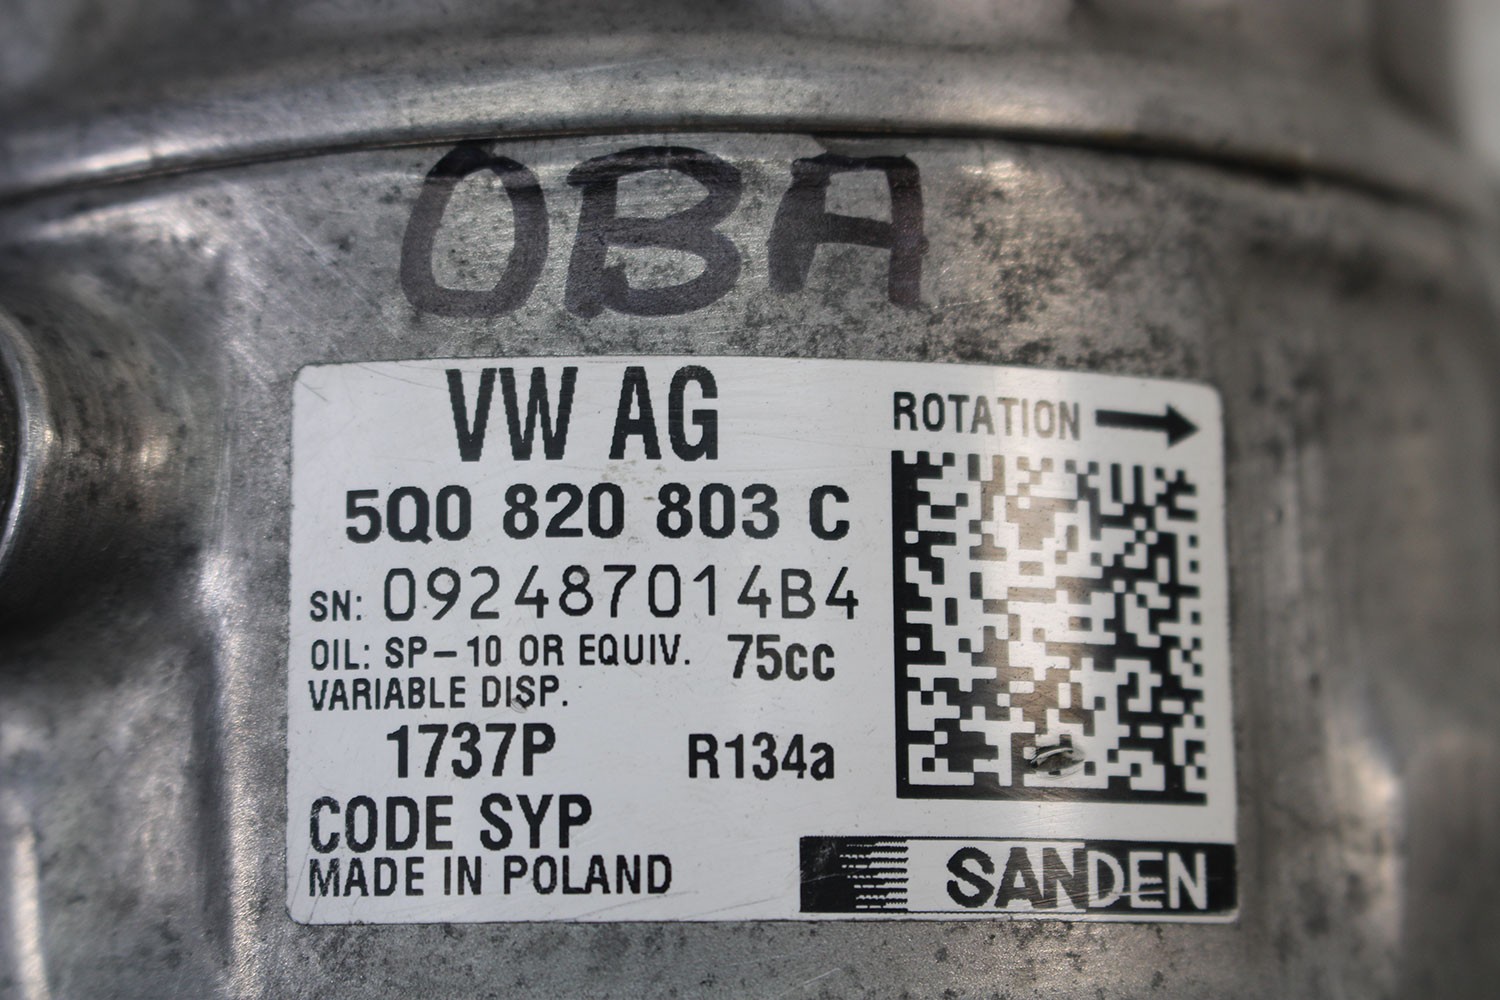 OBA
VW AG
ROTATION
5Q0 820 803 C
SN: 092487014B4
OIL: SP-10 OR EQUIV. 75cc
VARIABLE DISP.
1737P R134a
CODE SYP
MADE IN POLAND
SANDEN